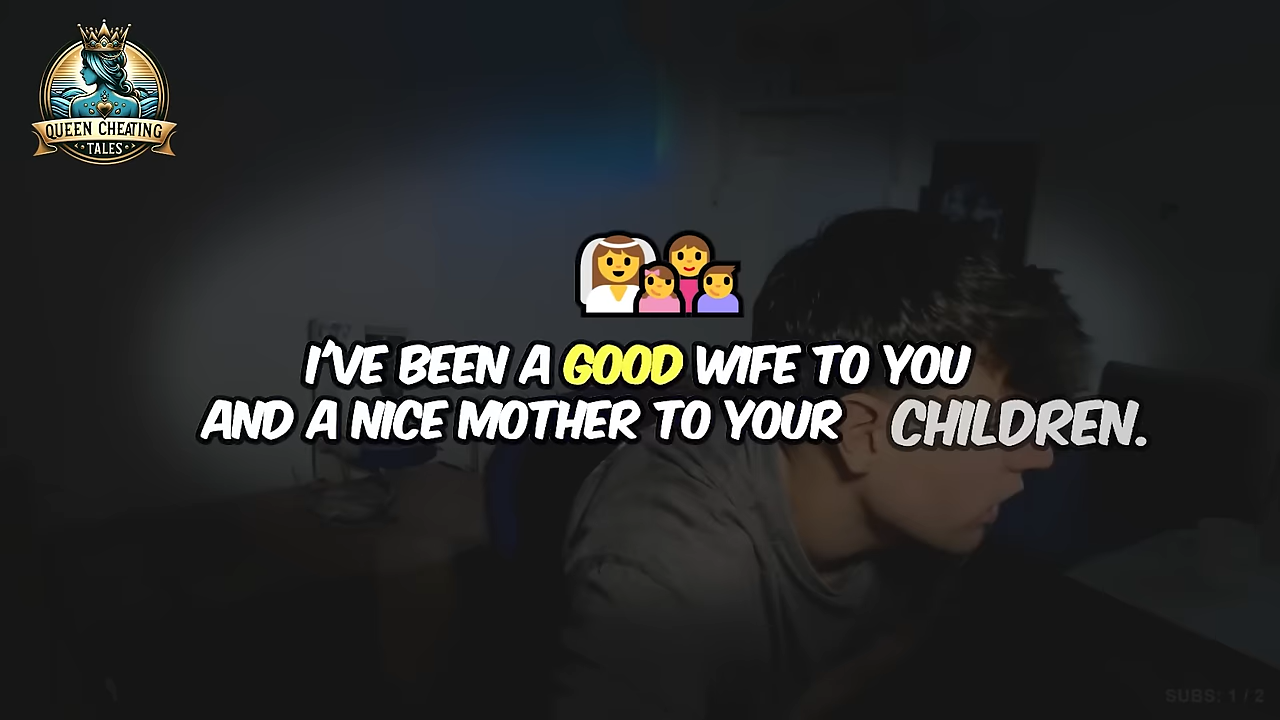 QUEEN CHEATING
TALES
I'VE BEEN A GOOD WIFE TO YOU
AND A NICE MOTHER TO YOUR CHILDREN.
SUBS: 1 / 2